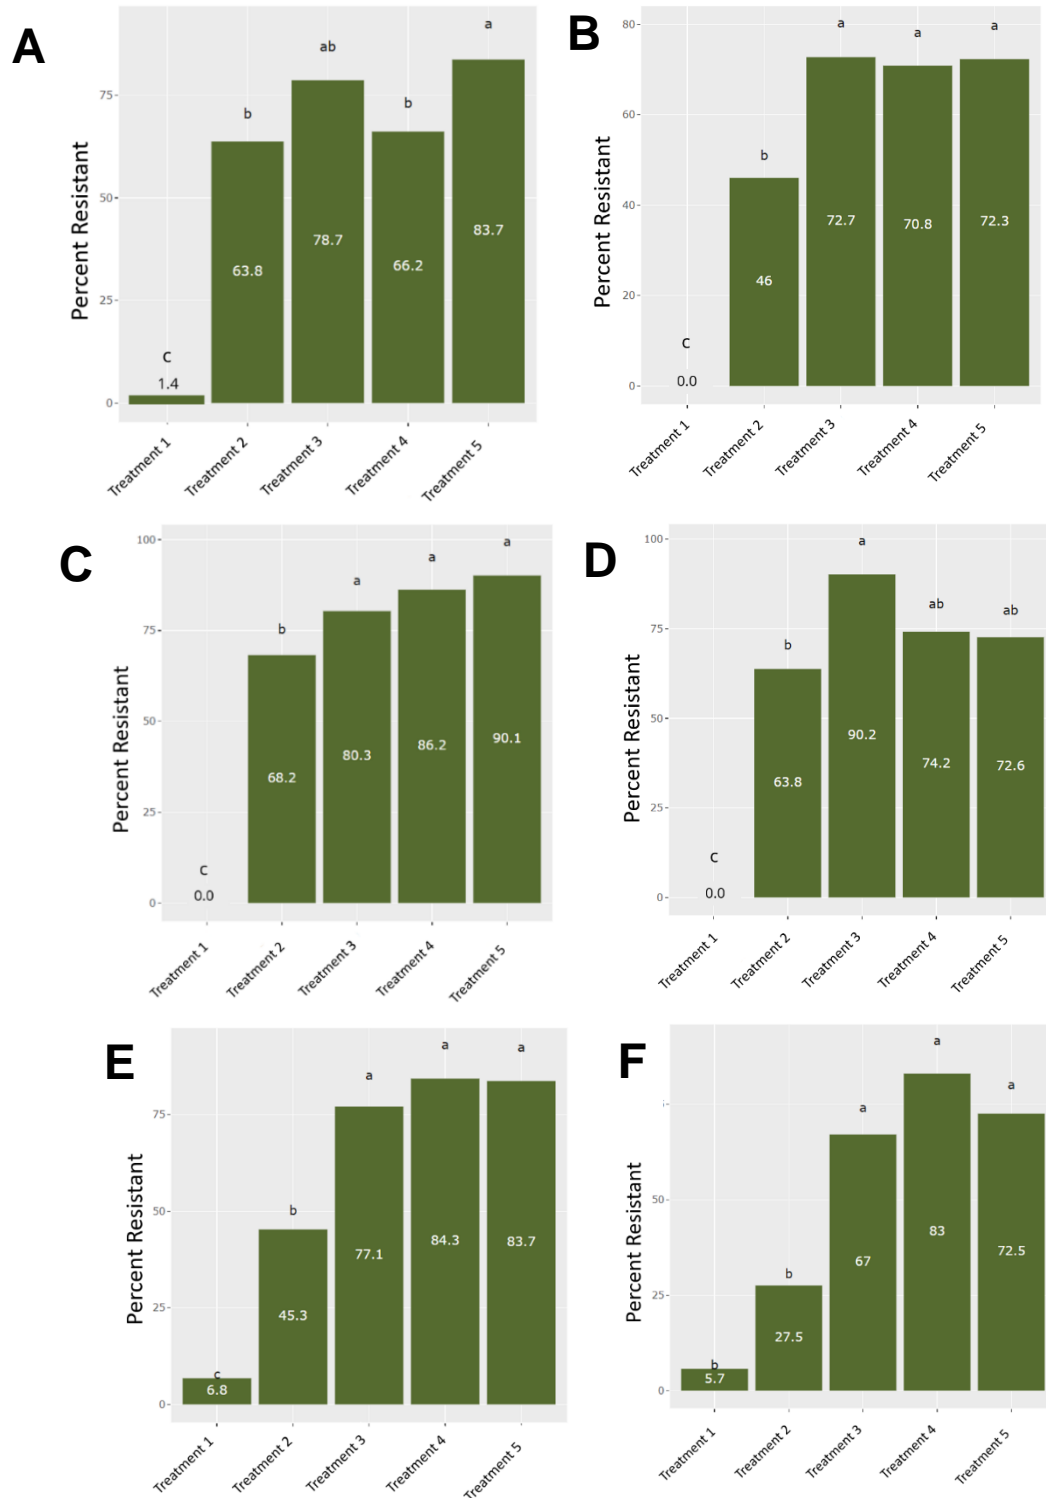 A
Percent Resistant
75
50
25
0
c
1.4
b
63.8
ab
78.7
b
66.2
a
83.7
Treatment 1
Treatment 2
Treatment 3
Treatment 4
Treatment 5
B
Percent Resistant
80
60
40
20
0
c
0.0
b
46
a
72.7
a
70.8
a
72.3
Treatment 1
Treatment 2
Treatment 3
Treatment 4
Treatment 5
C
Percent Resistant
100
75
50
25
0
c
0.0
b
68.2
a
80.3
a
86.2
a
90.1
Treatment 1
Treatment 2
Treatment 3
Treatment 4
Treatment 5
D
Percent Resistant
100
75
50
25
0
c
0.0
b
63.8
a
90.2
ab
74.2
ab
72.6
Treatment 1
Treatment 2
Treatment 3
Treatment 4
Treatment 5
E
Percent Resistant
75
50
25
0
c
6.8
b
45.3
a
77.1
a
84.3
a
83.7
Treatment 1
Treatment 2
Treatment 3
Treatment 4
Treatment 5
F
Percent Resistant
50
25
0
b
5.7
b
27.5
a
67
a
83
a
72.5
Treatment 1
Treatment 2
Treatment 3
Treatment 4
Treatment 5